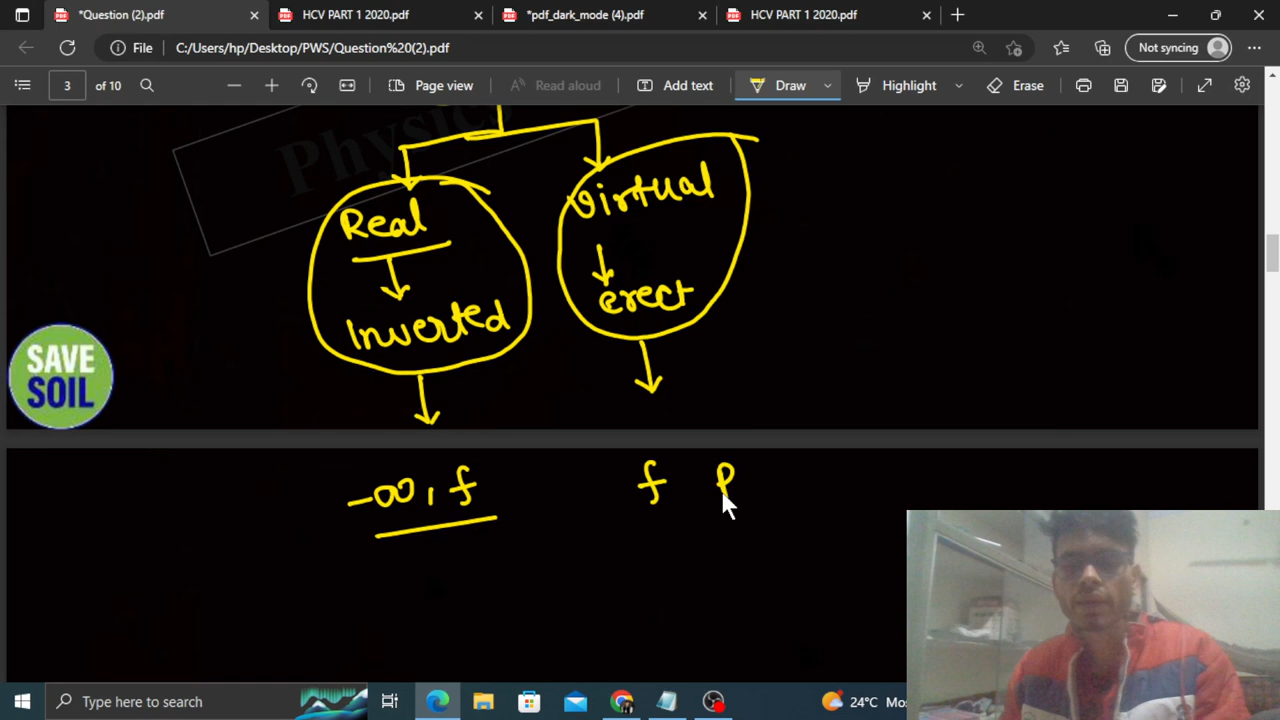 *Question (2).pdf HCV PART 1 2020.pdf *pdf_dark_mode (4).pdf HCV PART 1 2020.pdf
File C:/Users/hp/Desktop/PWS/Question%20(2).pdf Not syncing
3 of 10 Page view Read aloud Add text Draw Highlight Erase
Physics
Real virtual
Inverted erect
SAVE
SOIL
-∞, f f P
Type here to search 24°C